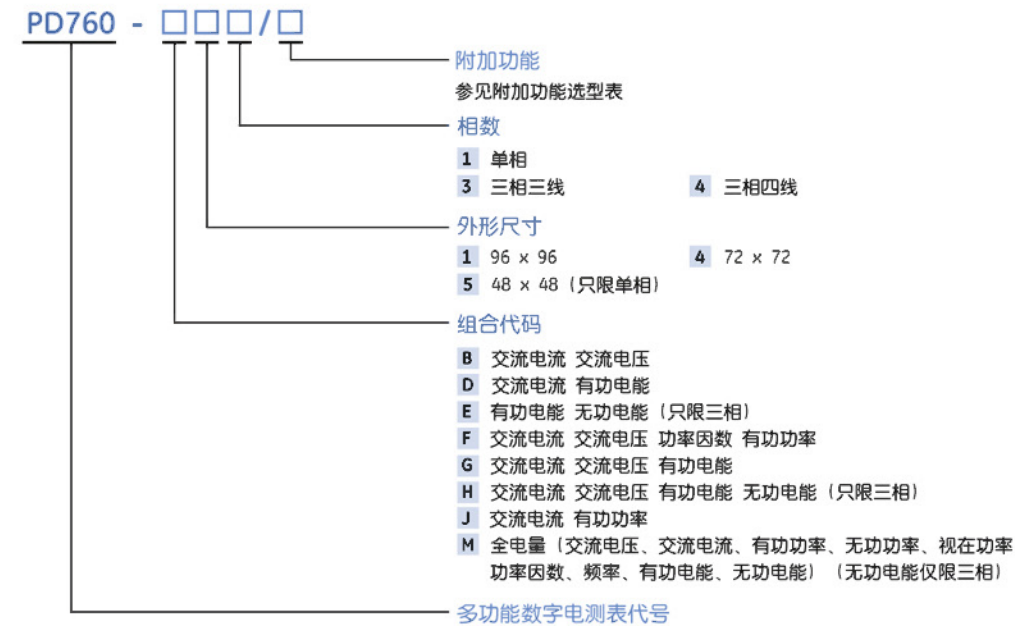 PD760 - □□□/□
附加功能
参见附加功能选型表
相数
1 单相
3 三相三线 4 三相四线
外形尺寸
1 96 x 96 4 72 x 72
5 48 x 48（只限单相）
组合代码
B 交流电流 交流电压
D 交流电流 有功电能
E 有功电能 无功电能（只限三相）
F 交流电流 交流电压 功率因数 有功功率
G 交流电流 交流电压 有功电能
H 交流电流 交流电压 有功电能 无功电能（只限三相）
J 交流电流 有功功率
M 全电量（交流电压、交流电流、有功功率、无功功率、视在功率
功率因数、频率、有功电能、无功电能）（无功电能仅限三相）
多功能数字电测表代号